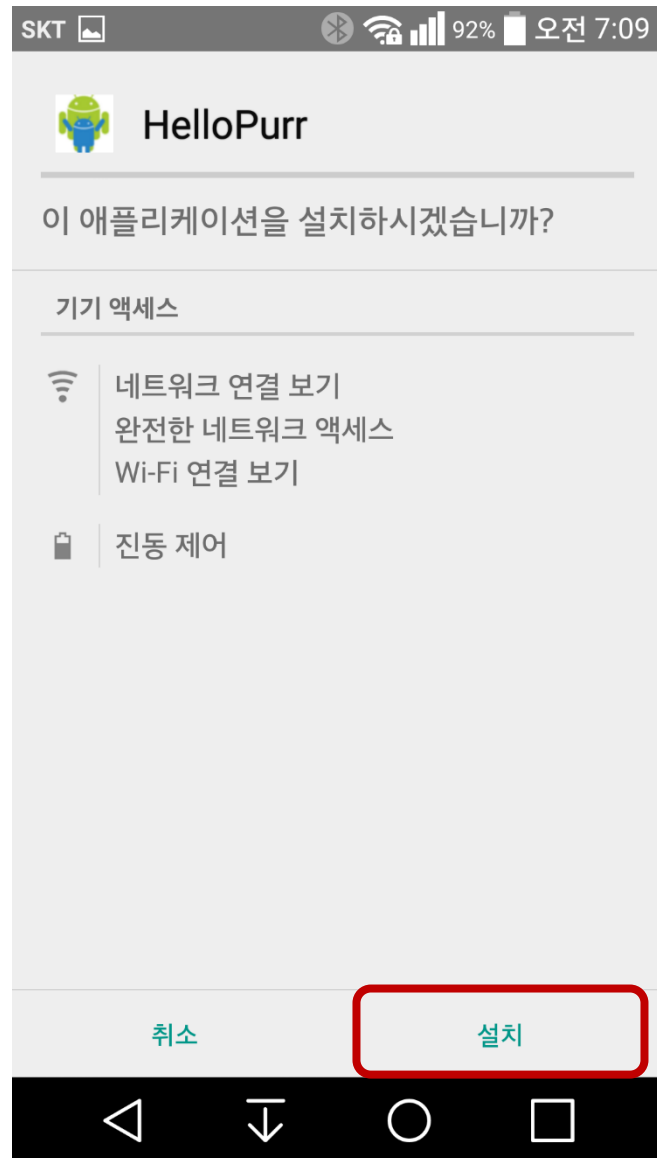 SKT 92% 오전 7:09
HelloPurr
이 애플리케이션을 설치하시겠습니까?
기기 액세스
네트워크 연결 보기
완전한 네트워크 액세스
Wi-Fi 연결 보기
진동 제어
취소 설치